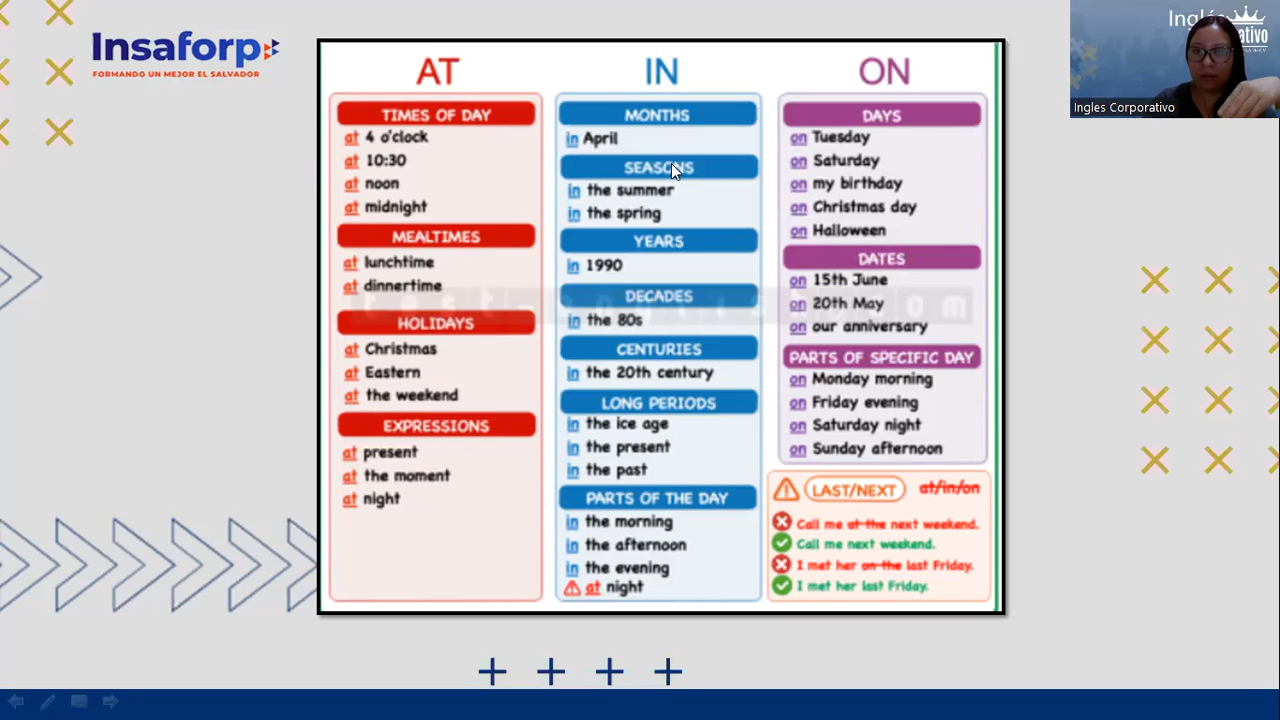 Insaforp
FORMANDO UN MEJOR EL SALVADOR
AT
TIMES OF DAY
at 4 o'clock
at 10:30
at noon
at midnight
MEALTIMES
at lunchtime
at dinnertime
HOLIDAYS
at Christmas
at Eastern
at the weekend
EXPRESSIONS
at present
at the moment
at night
IN
MONTHS
in April
SEASONS
in the summer
in the spring
YEARS
in 1990
DECADES
in the 80s
CENTURIES
in the 20th century
LONG PERIODS
in the ice age
in the present
in the past
PARTS OF THE DAY
in the morning
in the afternoon
in the evening
at night
ON
DAYS
on Tuesday
on Saturday
on my birthday
on Christmas day
on Halloween
DATES
on 15th June
on 20th May
on our anniversary
PARTS OF SPECIFIC DAY
on Monday morning
on Friday evening
on Saturday night
on Sunday afternoon
LAST/NEXT at/in/on
Call me at the next weekend.
Call me next weekend.
I met her on the last Friday.
I met her last Friday.
Ingles Corporativo